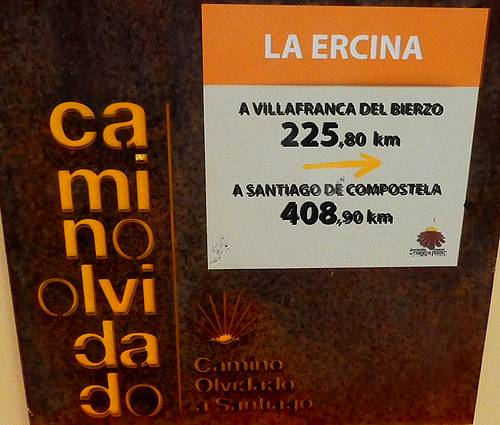 LA ERCINA
A VILLAFRANCA DEL BIERZO
225,80 km
A SANTIAGO DE COMPOSTELA
408,90 km
ca
mi
no
olvi
da
do
Camino
Olvidado
a Santiago